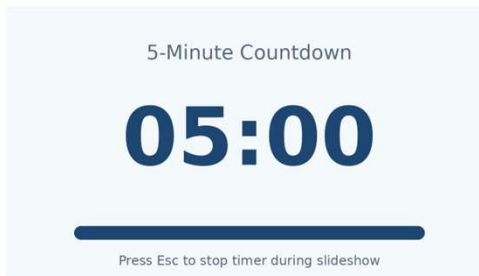 5-Minute Countdown
05:00
Press Esc to stop timer during slideshow